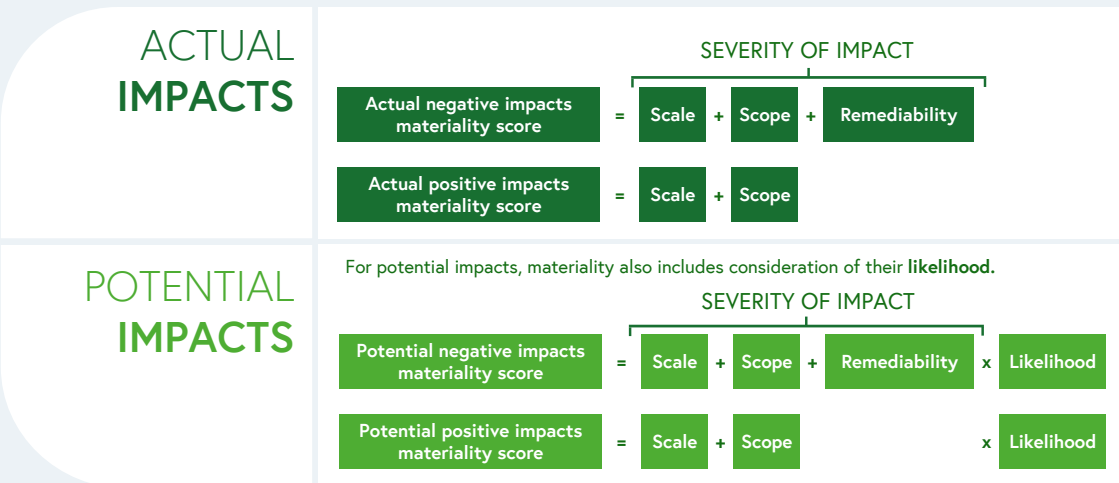 ACTUAL
IMPACTS
SEVERITY OF IMPACT
Actual negative impacts
materiality score
= Scale + Scope + Remediability
Actual positive impacts
materiality score
= Scale + Scope
POTENTIAL
IMPACTS
For potential impacts, materiality also includes consideration of their likelihood.
SEVERITY OF IMPACT
Potential negative impacts
materiality score
= Scale + Scope + Remediability x Likelihood
Potential positive impacts
materiality score
= Scale + Scope x Likelihood